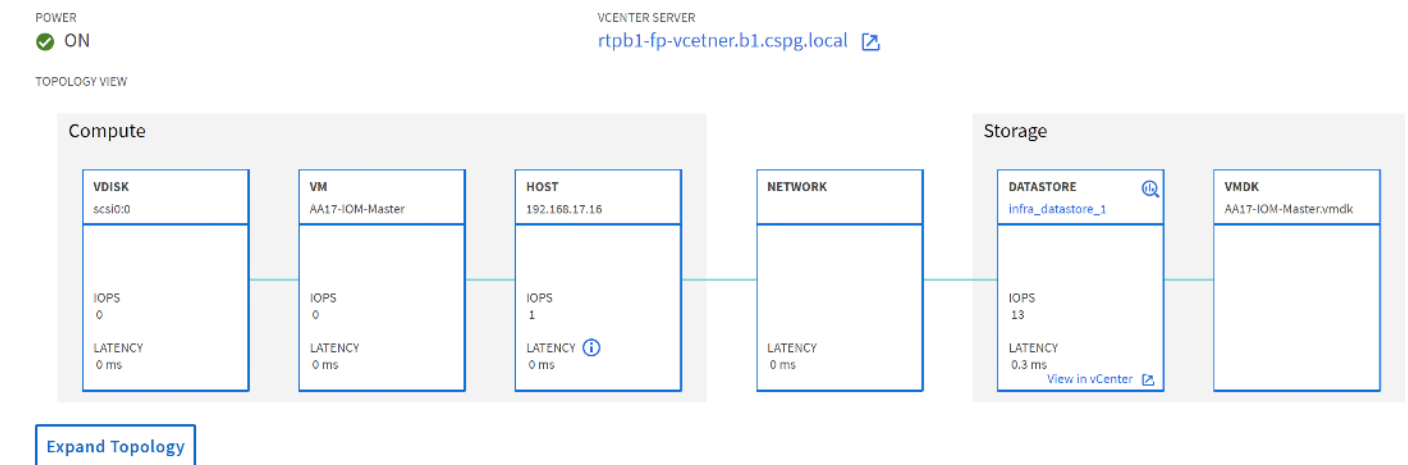 POWER
ON
VCENTER SERVER
rtpb1-fp-vcetner.b1.cspg.local
TOPOLOGY VIEW
Compute
VDISK
scsi0:0
IOPS
0
LATENCY
0 ms
VM
AA17-IOM-Master
IOPS
0
LATENCY
0 ms
HOST
192.168.17.16
IOPS
1
LATENCY
0 ms
NETWORK
LATENCY
0 ms
Storage
DATASTORE
infra_datastore_1
IOPS
13
LATENCY
0.3 ms
View in vCenter
VMDK
AA17-IOM-Master.vmdk
Expand Topology